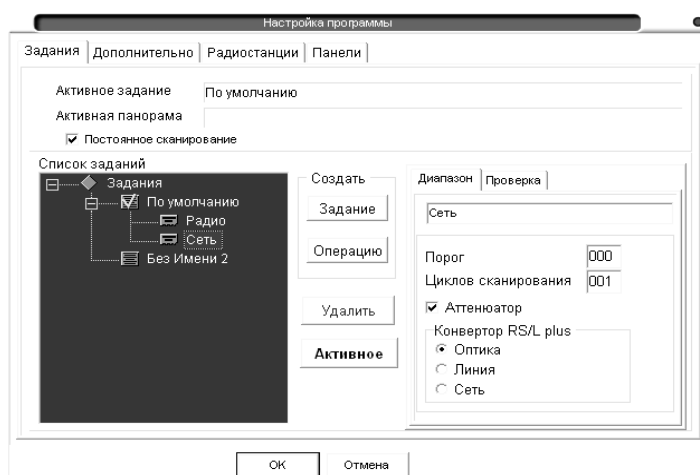 Настройка программы
Задания Дополнительно Радиостанции Панели
Активное задание По умолчанию
Активная панорама
Постоянное сканирование
Список заданий
Задания
По умолчанию
Радио
Сеть
Без Имени 2
Создать
Задание
Операцию
Удалить
Активное
Диапазон Проверка
Сеть
Порог 000
Циклов сканирования 001
Аттенюатор
Конвертор RS/L plus
Оптика
Линия
Сеть
OK Отмена